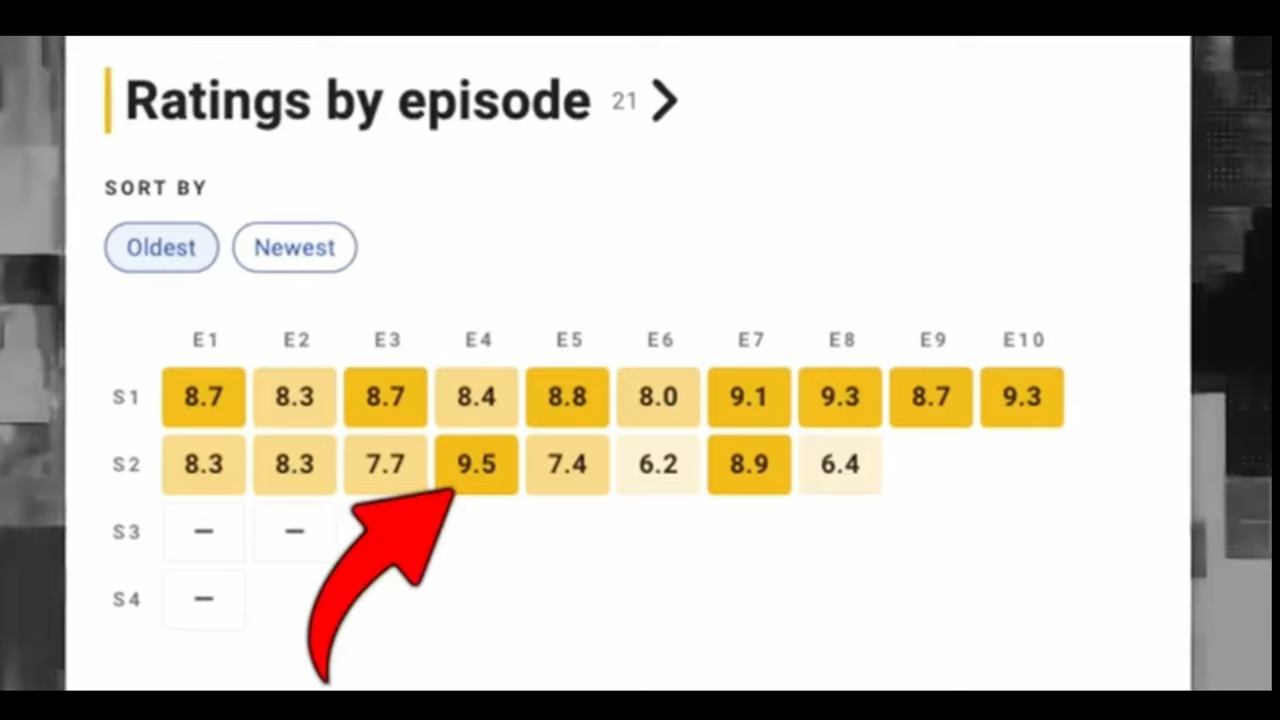 Ratings by episode 21
SORT BY
Oldest Newest
E1 E2 E3 E4 E5 E6 E7 E8 E9 E10
S1 8.7 8.3 8.7 8.4 8.8 8.0 9.1 9.3 8.7 9.3
S2 8.3 8.3 7.7 9.5 7.4 6.2 8.9 6.4
S3 – –
S4 –